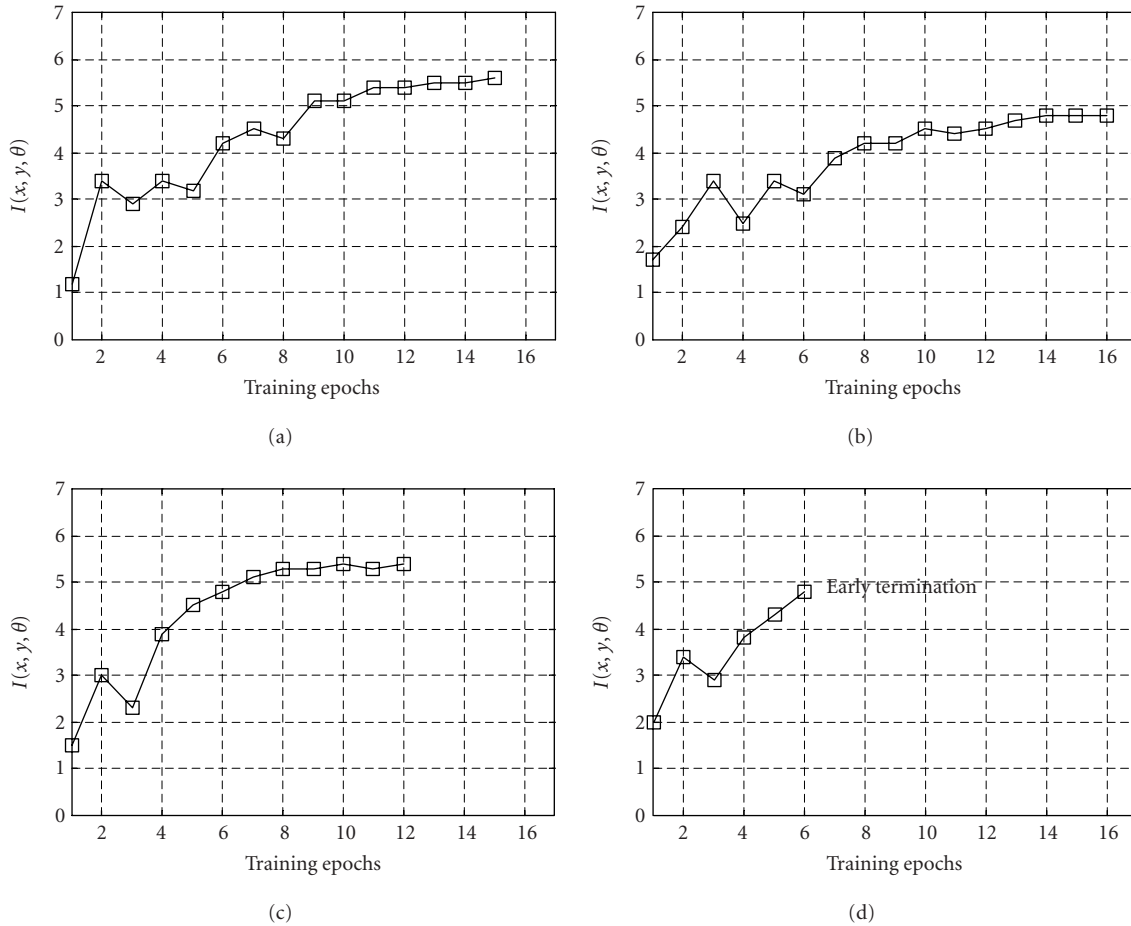 7
6
5
4
3
2
1
0
I(x, y, θ)
2 4 6 8 10 12 14 16
Training epochs
(a)
7
6
5
4
3
2
1
0
I(x, y, θ)
2 4 6 8 10 12 14 16
Training epochs
(b)
7
6
5
4
3
2
1
0
I(x, y, θ)
2 4 6 8 10 12 14 16
Training epochs
(c)
7
6
5
4
3
2
1
0
I(x, y, θ)
Early termination
2 4 6 8 10 12 14 16
Training epochs
(d)